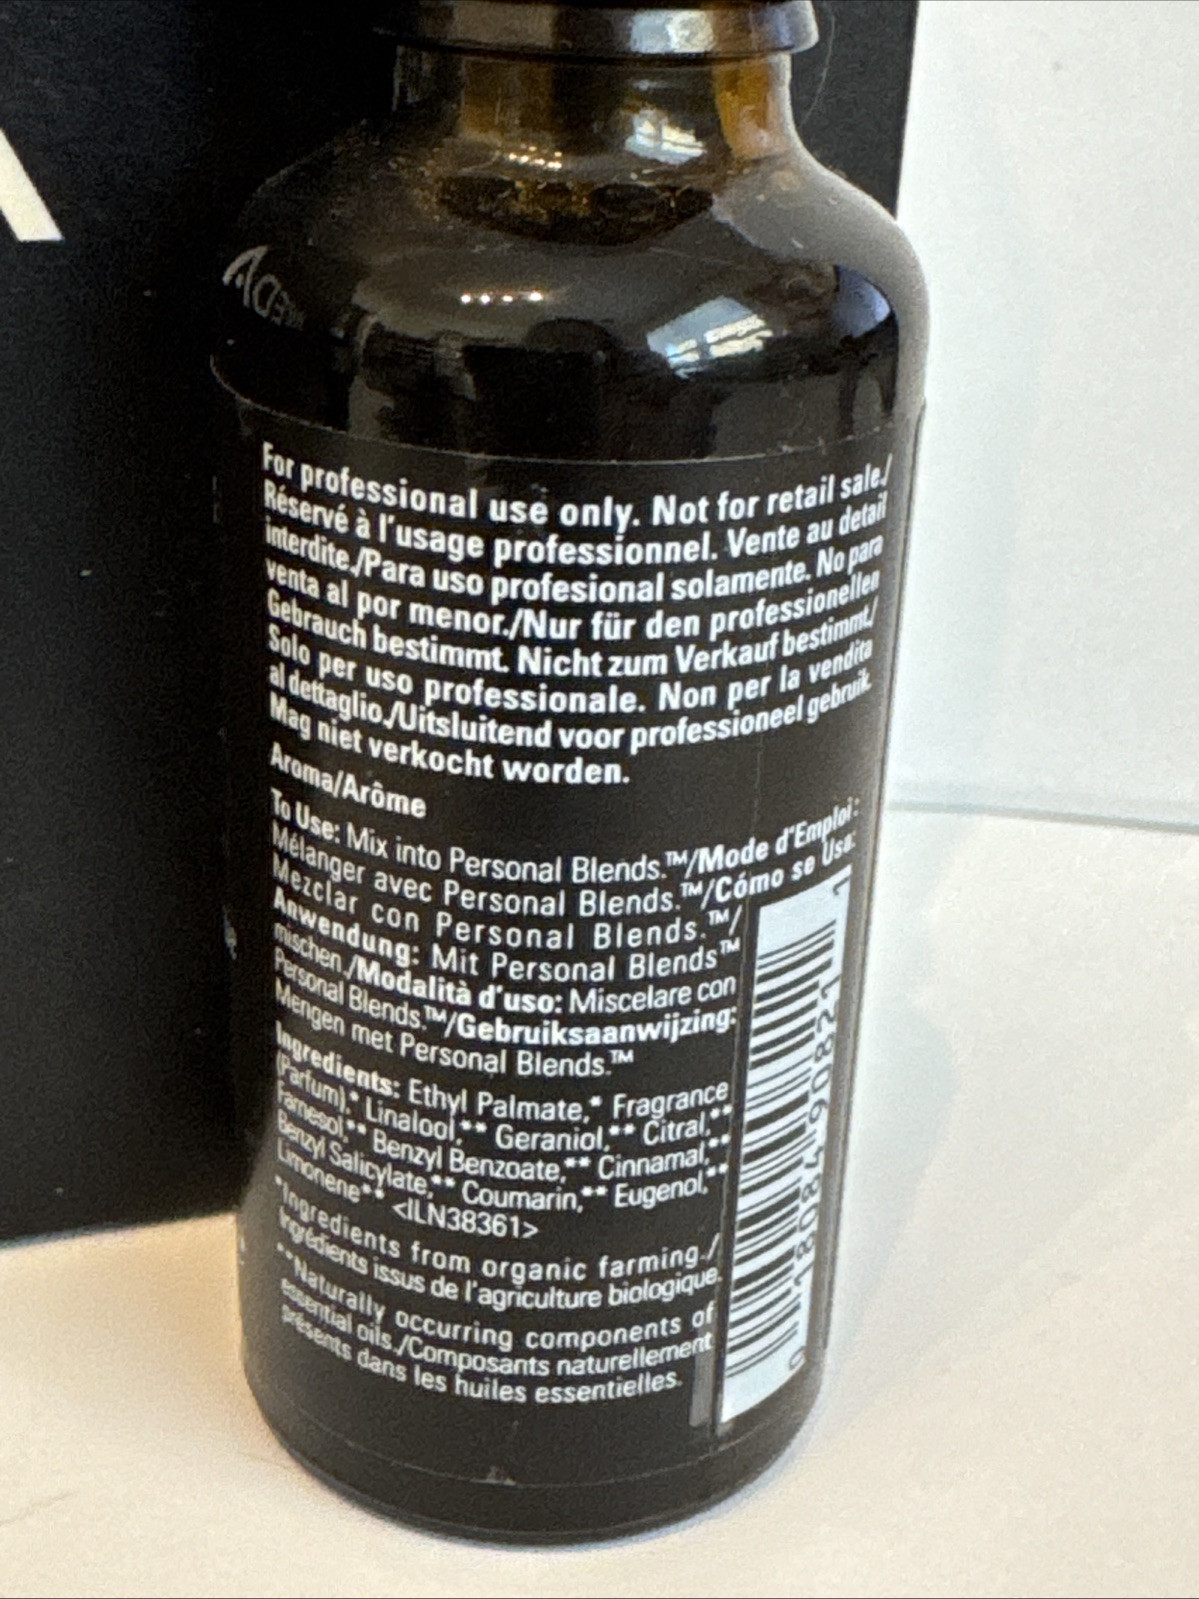 For professional use only. Not for retail sale./
Réservé à l'usage professionnel. Vente au detail
interdite./Para uso profesional solamente. No para
venta al por menor./Nur für den professionellen
Gebrauch bestimmt. Nicht zum Verkauf bestimmt./
Solo per uso professionale. Non per la vendita
al dettaglio./Uitsluitend voor professioneel gebruik.
Mag niet verkocht worden.
Aroma/Arôme
To Use: Mix into Personal Blends.™/Mode d'Emploi:
Mélanger avec Personal Blends.™/Cómo se Usa:
Mezclar con Personal Blends.™/
Anwendung: Mit Personal Blends™
mischen./Modalità d'uso: Miscelare con
Personal Blends.™/Gebruiksaanwijzing:
Mengen met Personal Blends.™
Ingredients: Ethyl Palmate,* Fragrance
(Parfum),* Linalool,** Geraniol,** Citral,**
Farnesol,** Benzyl Benzoate,** Cinnamal,**
Benzyl Salicylate,** Coumarin,** Eugenol,**
Limonene** <ILN38361>
*Ingredients from organic farming./
Ingrédients issus de l'agriculture biologique.
**Naturally occurring components of
essential oils./Composants naturellement
présents dans les huiles essentielles.
0 18084 90821 1